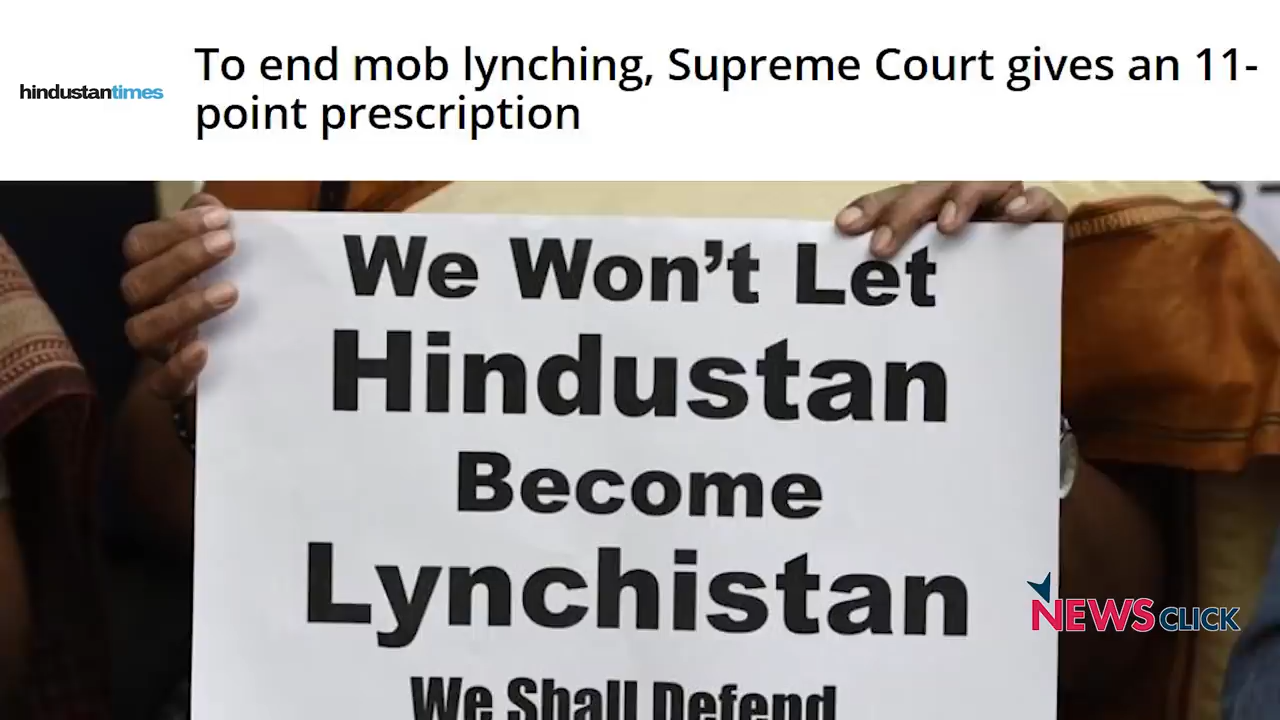 To end mob lynching, Supreme Court gives an 11-
hindustantimes
point prescription
We Won't Let
Hindustan
Become
Lynchistan
NEWSCLICK
We Shall Defend